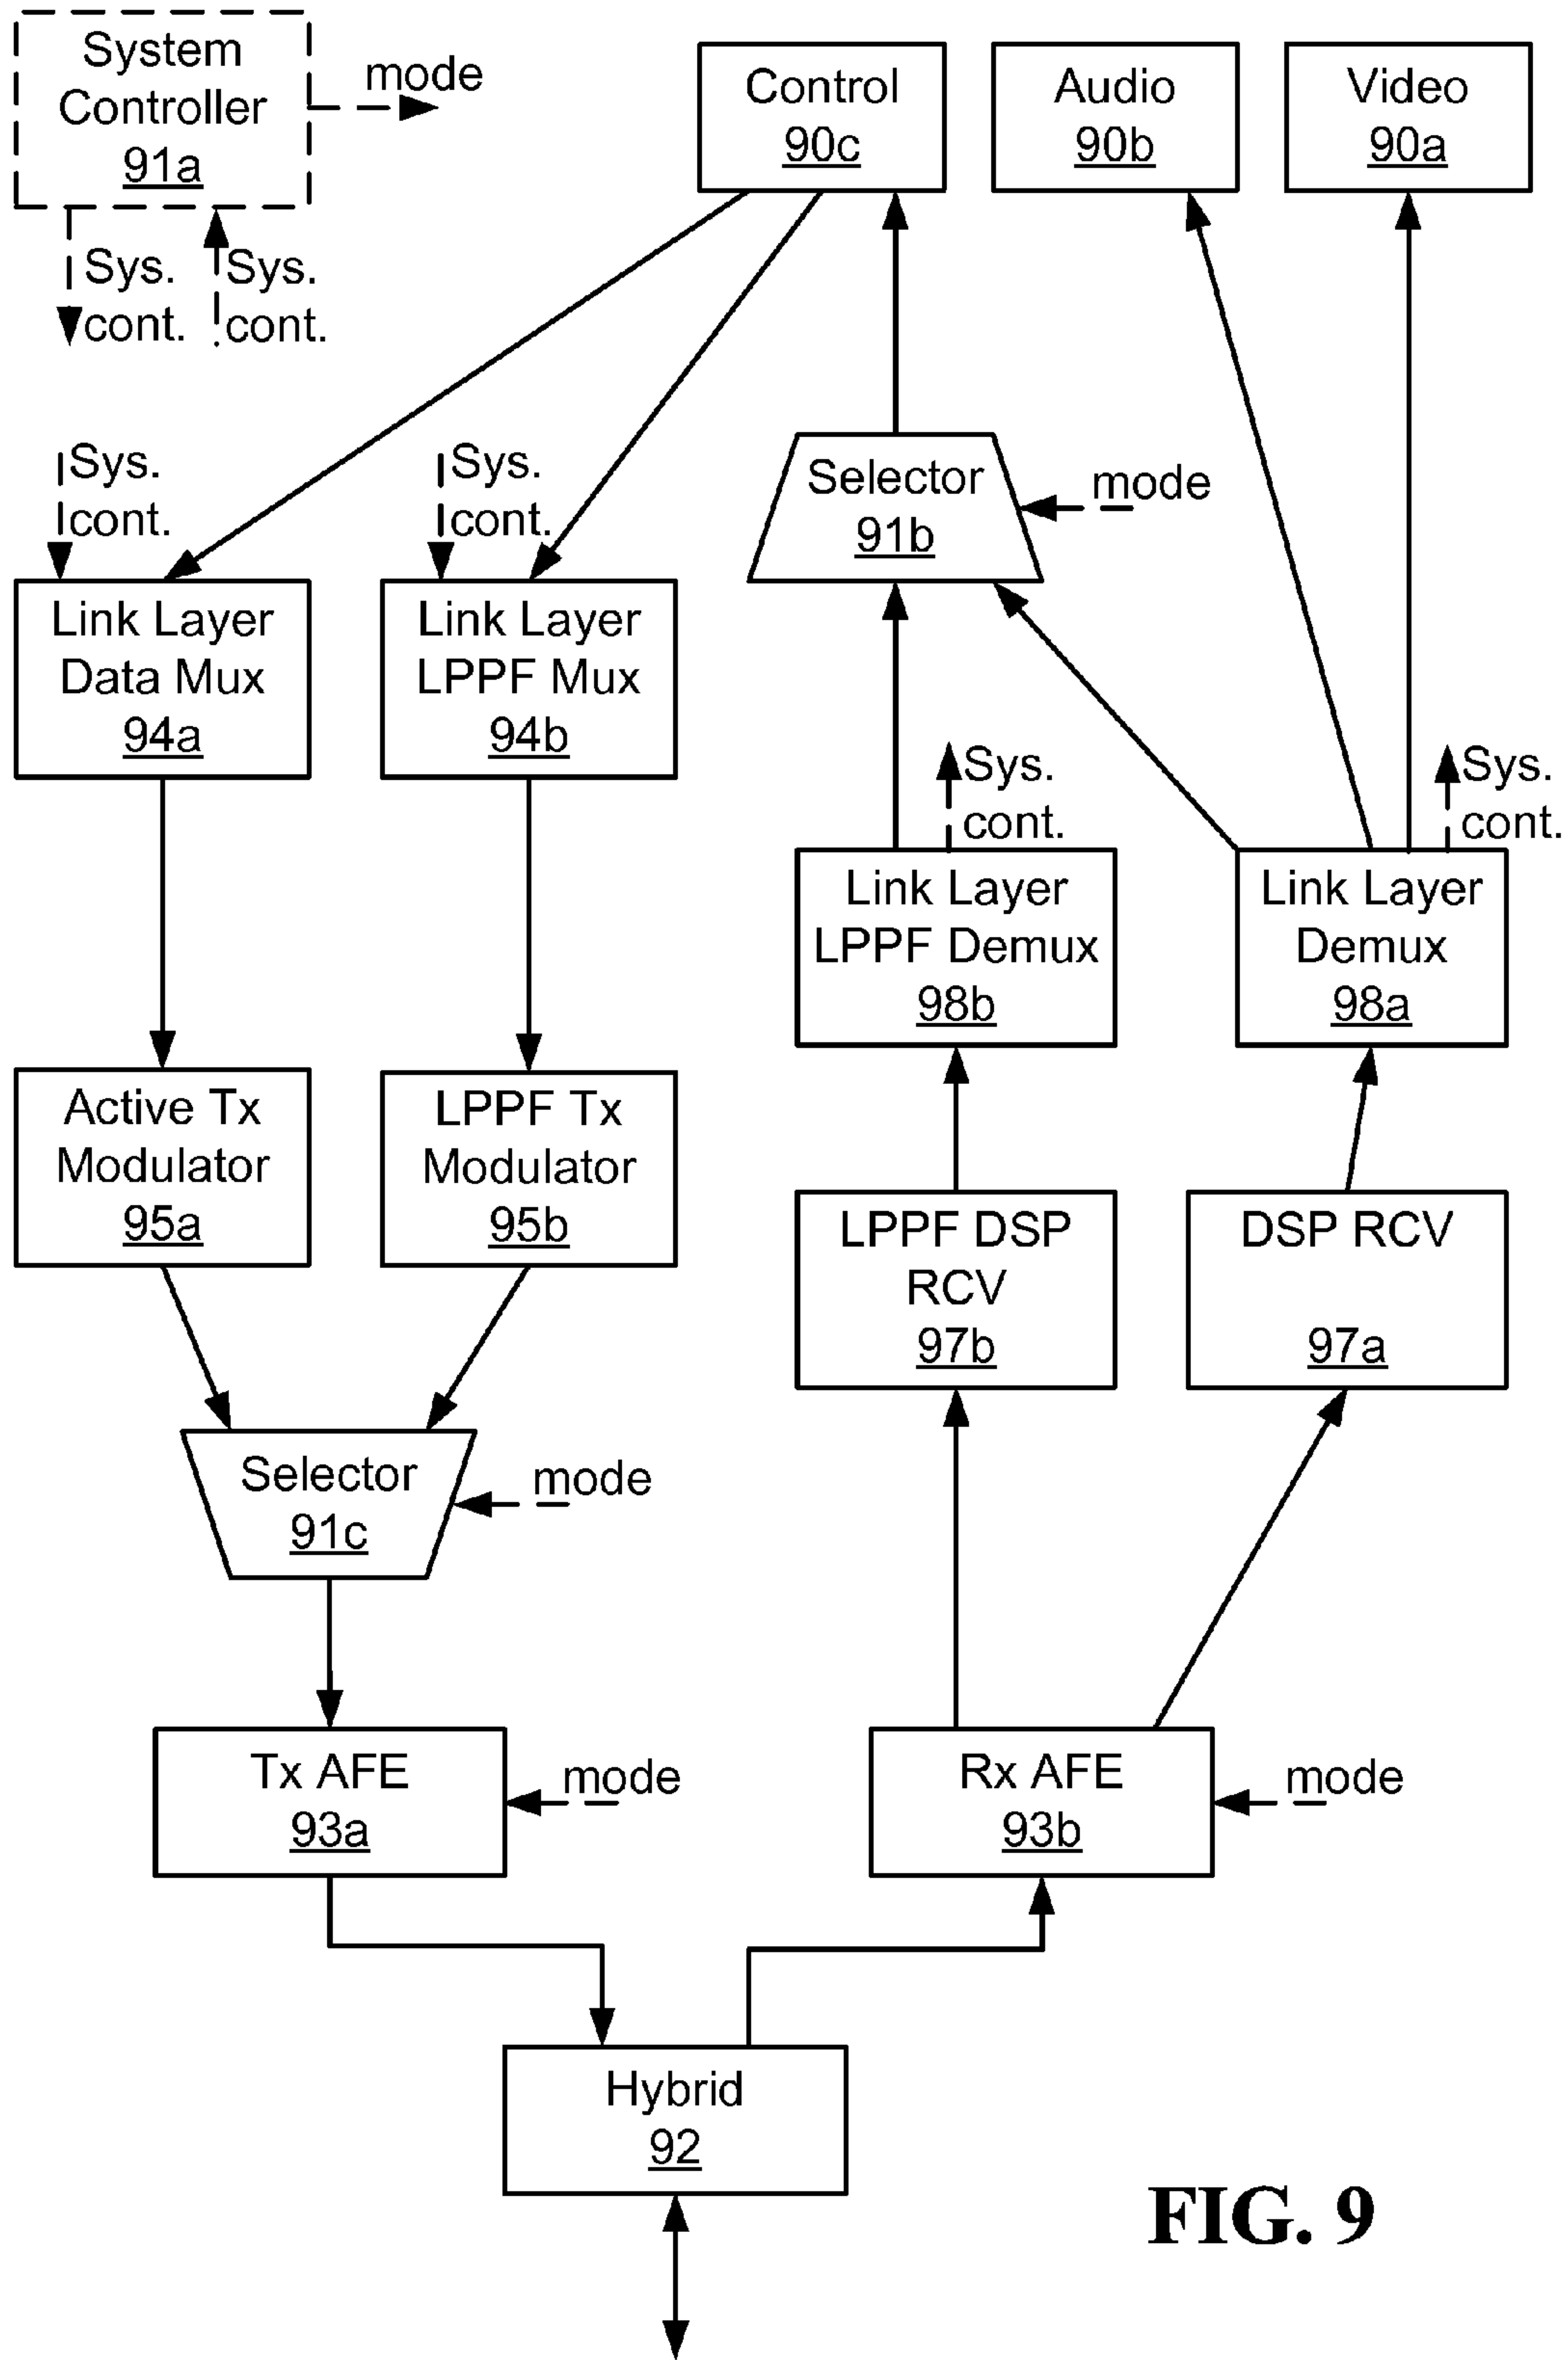 System
Controller
91a
mode
Sys.
cont.
Sys.
cont.
Control
90c
Audio
90b
Video
90a
Sys.
cont.
Sys.
cont.
Selector
91b
mode
Link Layer
Data Mux
94a
Link Layer
LPPF Mux
94b
Sys.
cont.
Sys.
cont.
Link Layer
LPPF Demux
98b
Link Layer
Demux
98a
Active Tx
Modulator
95a
LPPF Tx
Modulator
95b
LPPF DSP
RCV
97b
DSP RCV
97a
Selector
91c
mode
Tx AFE
93a
mode
Rx AFE
93b
mode
Hybrid
92
FIG. 9